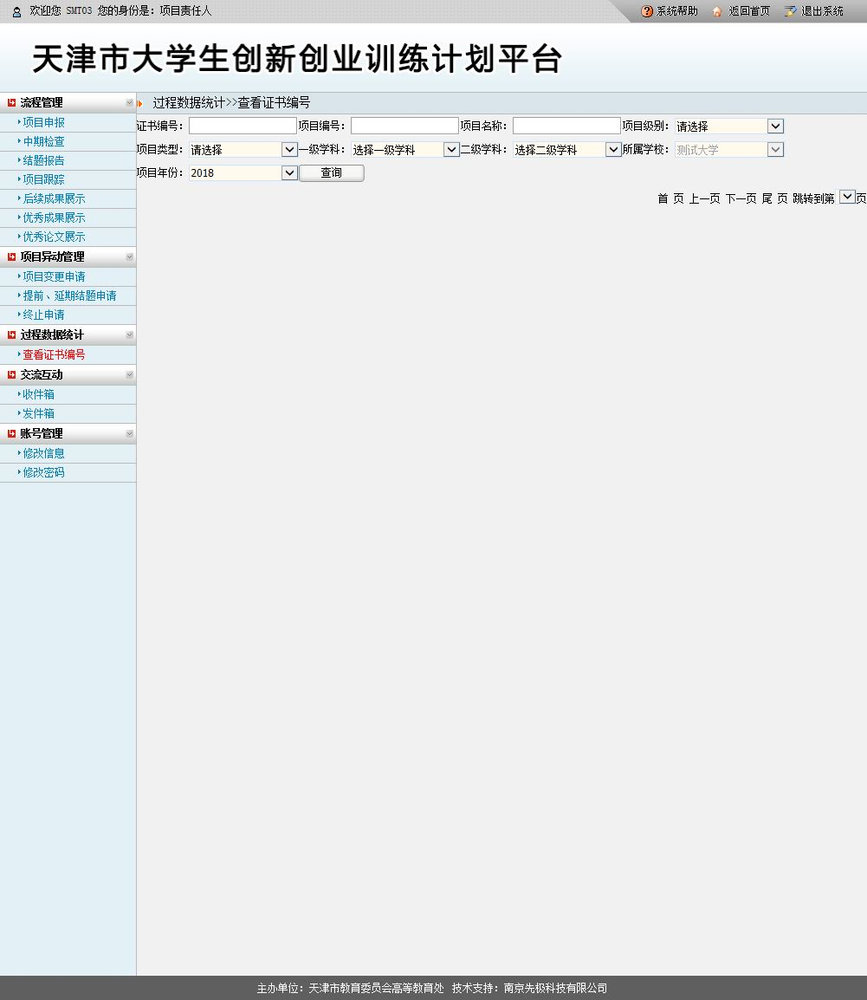 欢迎您 SMT03 您的身份是：项目责任人 系统帮助 返回首页 退出系统
天津市大学生创新创业训练计划平台
流程管理
项目申报
中期检查
结题报告
项目跟踪
后续成果展示
优秀成果展示
优秀论文展示
项目异动管理
项目变更申请
提前、延期结题申请
终止申请
过程数据统计
查看证书编号
交流互动
收件箱
发件箱
账号管理
修改信息
修改密码
过程数据统计>>查看证书编号
证书编号： 项目编号： 项目名称： 项目级别： 请选择
项目类型： 请选择 一级学科： 选择一级学科 二级学科： 选择二级学科 所属学校： 测试大学
项目年份： 2018 查询
首 页 上一页 下一页 尾 页 跳转到第 页
主办单位：天津市教育委员会高等教育处 技术支持：南京先极科技有限公司